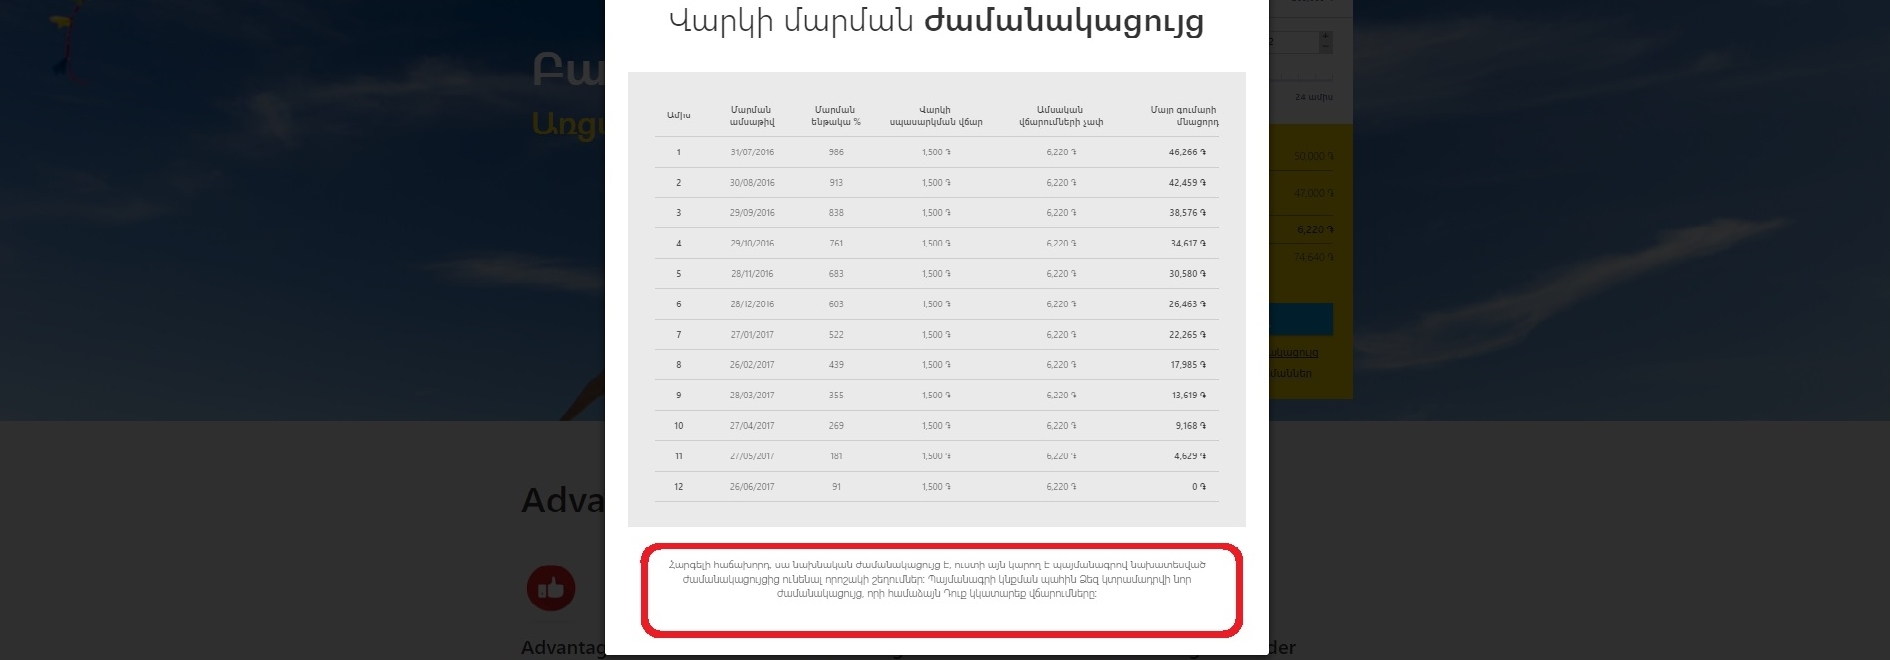 Վարկի մարման ժամանակացույց
Ամիս Մարման ամսաթիվ Մարման ենթակա % Վարկի սպասարկման վճար Ամսական վճարումների չափ Մայր գումարի մնացորդ
1 31/07/2016 986 1,500 ֏ 6,220 ֏ 46,266 ֏
2 30/08/2016 913 1,500 ֏ 6,220 ֏ 42,459 ֏
3 29/09/2016 838 1,500 ֏ 6,220 ֏ 38,576 ֏
4 29/10/2016 761 1,500 ֏ 6,220 ֏ 34,617 ֏
5 28/11/2016 683 1,500 ֏ 6,220 ֏ 30,580 ֏
6 28/12/2016 603 1,500 ֏ 6,220 ֏ 26,463 ֏
7 27/01/2017 522 1,500 ֏ 6,220 ֏ 22,265 ֏
8 26/02/2017 439 1,500 ֏ 6,220 ֏ 17,985 ֏
9 28/03/2017 355 1,500 ֏ 6,220 ֏ 13,619 ֏
10 27/04/2017 269 1,500 ֏ 6,220 ֏ 9,168 ֏
11 27/05/2017 181 1,500 ֏ 6,220 ֏ 4,629 ֏
12 26/06/2017 91 1,500 ֏ 6,220 ֏ 0 ֏
Հարգելի հաճախորդ, սա նախնական ժամանակացույց է, ուստի այն կարող է պայմանագրով նախատեսված
ժամանակացույցից ունենալ որոշակի շեղումներ: Պայմանագրի կնքման պահին Ձեզ կտրամադրվի նոր
ժամանակացույց, որի համաձայն Դուք կկատարեք վճարումները:
24 ամիս
50,000 ֏
47,000 ֏
6,220 ֏
74,640 ֏